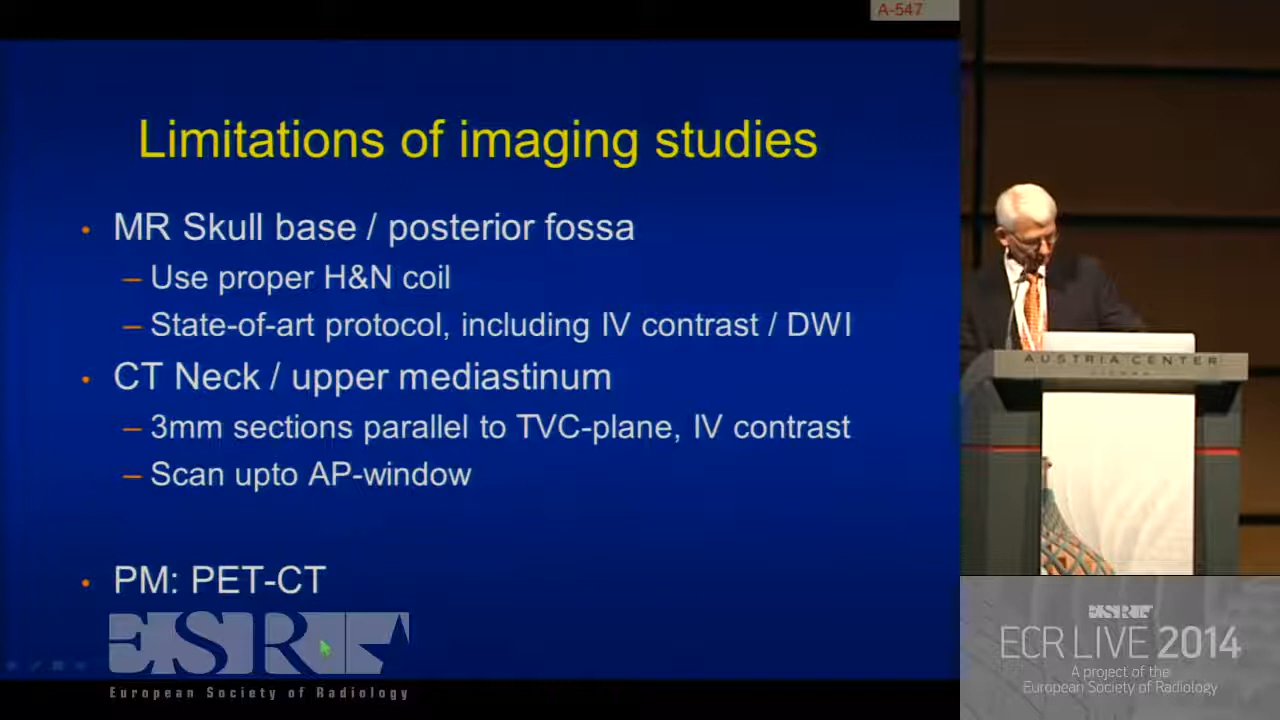 A-547
Limitations of imaging studies
• MR Skull base / posterior fossa
– Use proper H&N coil
– State-of-art protocol, including IV contrast / DWI
• CT Neck / upper mediastinum
– 3mm sections parallel to TVC-plane, IV contrast
– Scan upto AP-window
• PM: PET-CT
ESR
European Society of Radiology
AUSTRIA CENTER
ESR
ECR LIVE 2014
A project of the
European Society of Radiology